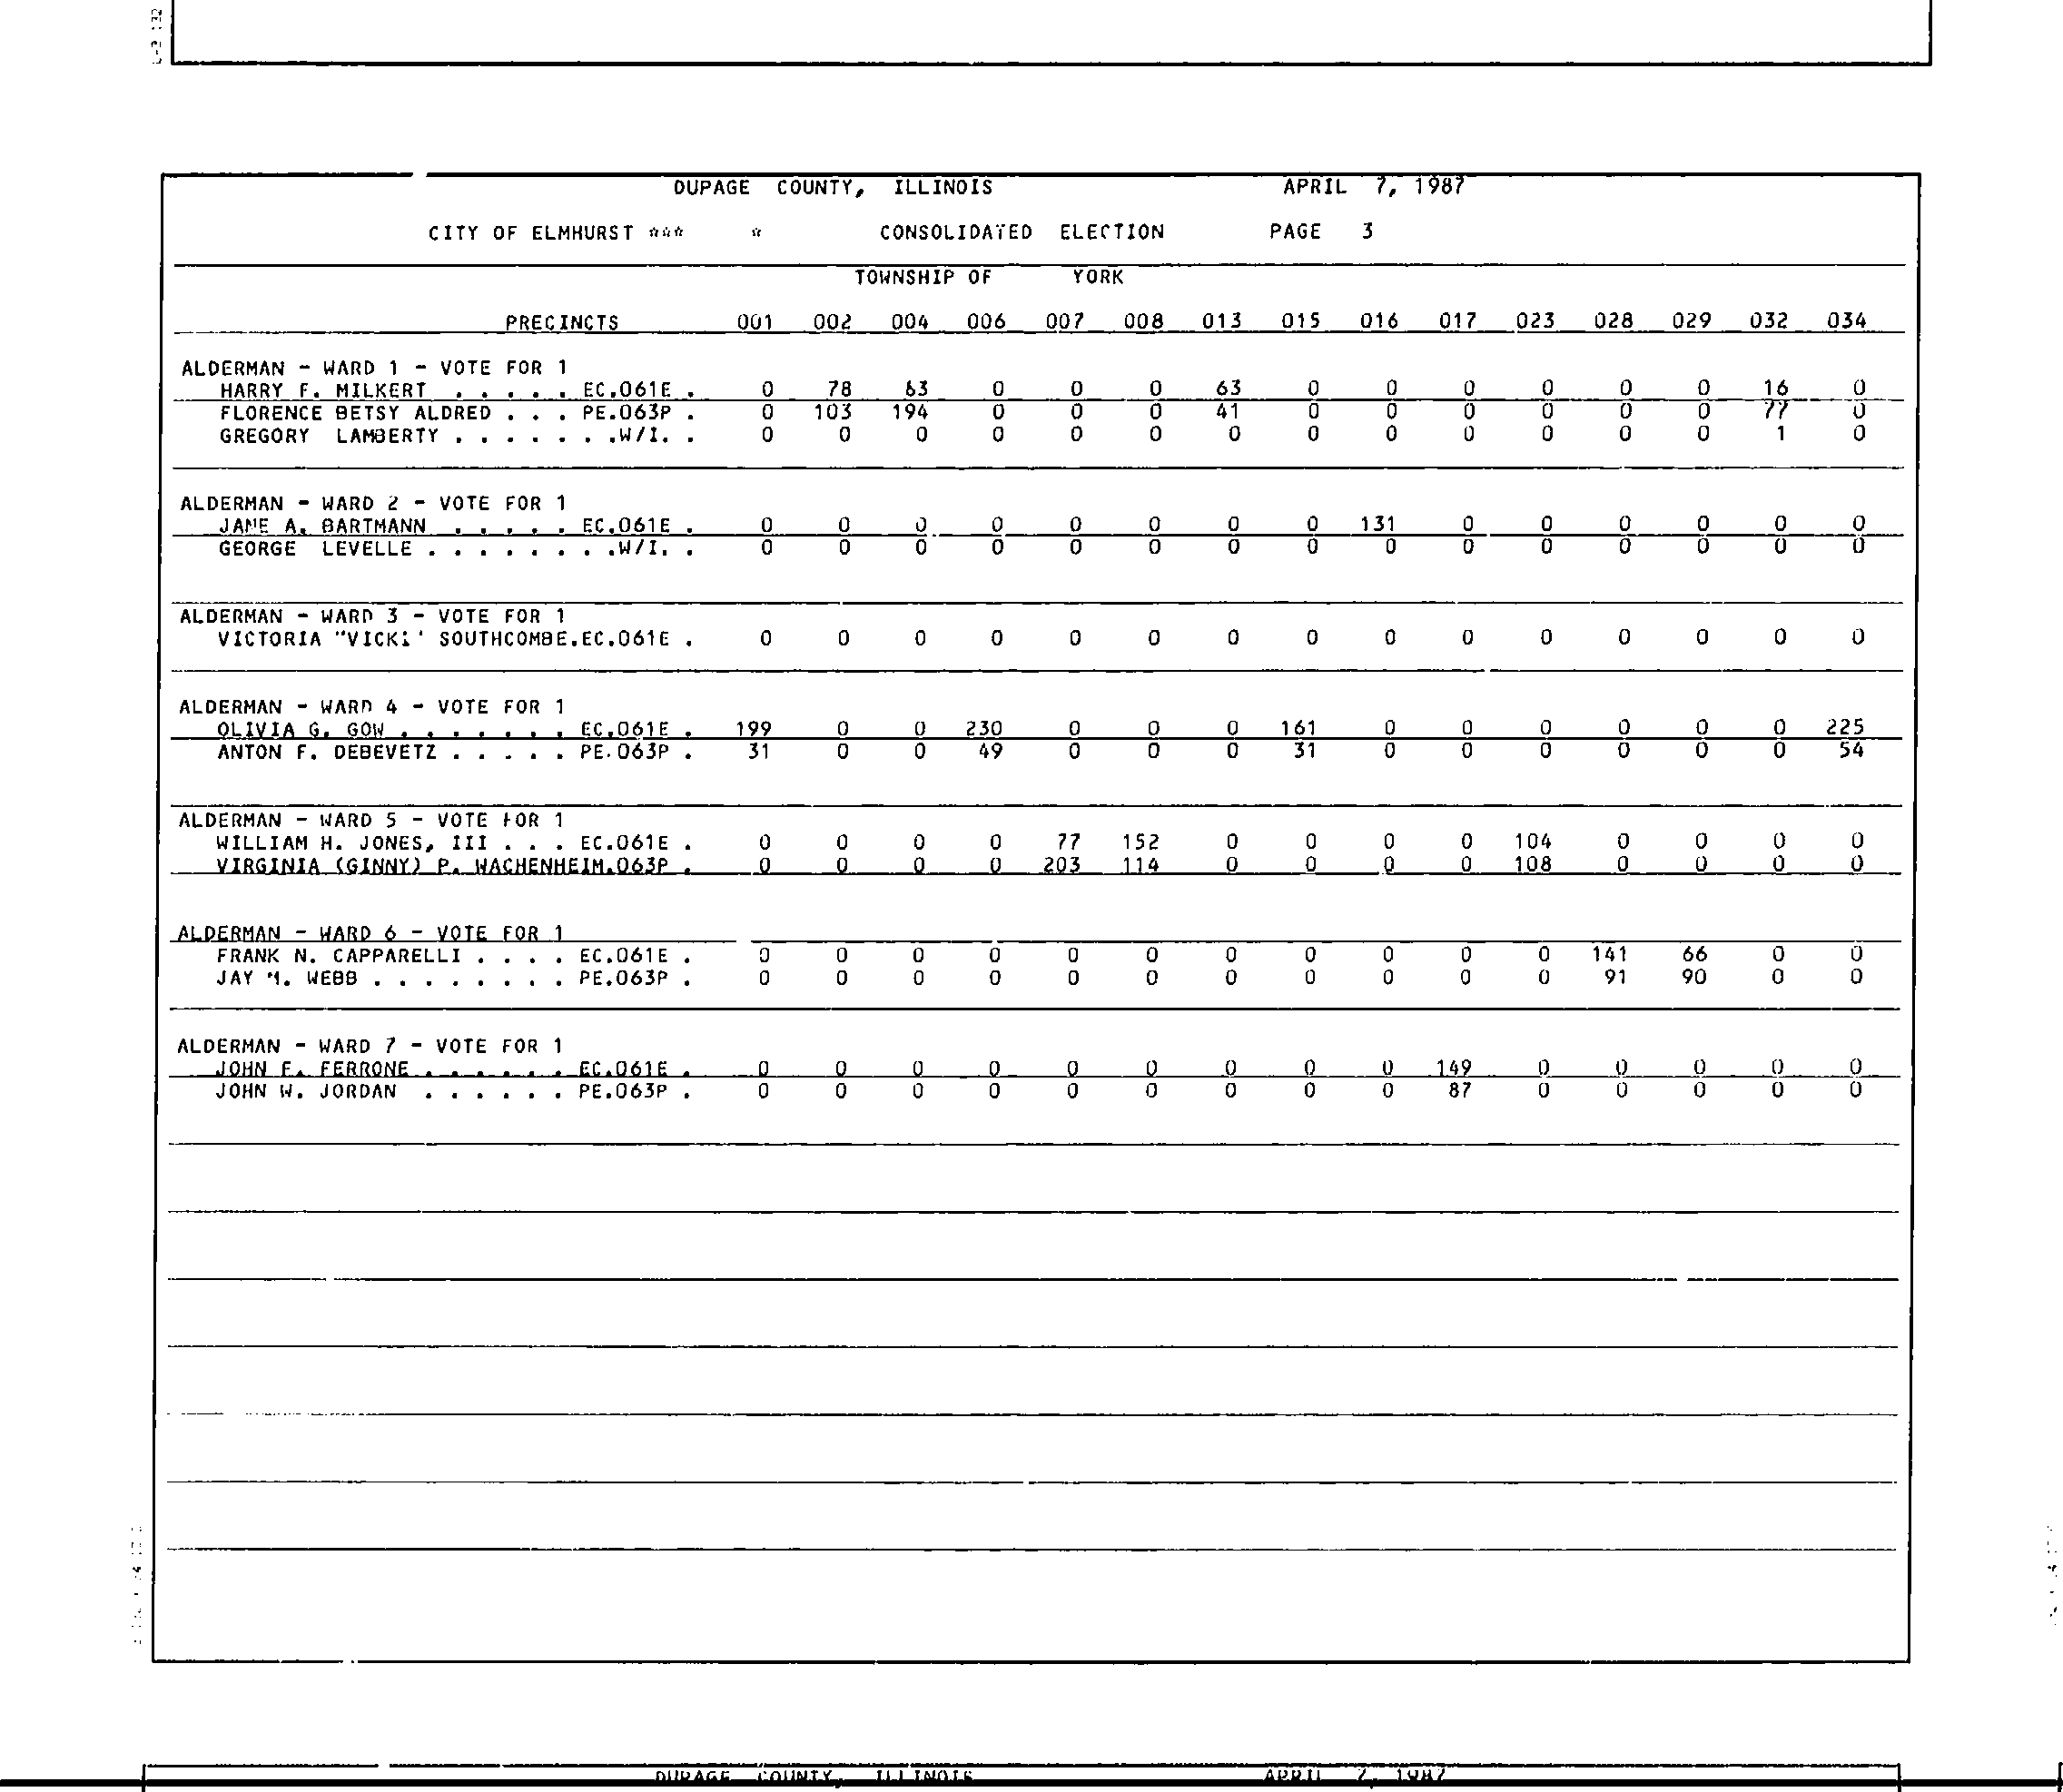 DUPAGE COUNTY, ILLINOIS APRIL 7, 1987
CITY OF ELMHURST *** * CONSOLIDATED ELECTION PAGE 3
TOWNSHIP OF YORK
PRECINCTS 001 002 004 006 007 008 013 015 016 017 023 028 029 032 034
ALDERMAN - WARD 1 - VOTE FOR 1
HARRY F. MILKERT . . . . . EC.061E . 0 78 63 0 0 0 63 0 0 0 0 0 0 16 0
FLORENCE BETSY ALDRED . . . PE.063P . 0 103 194 0 0 0 41 0 0 0 0 0 0 77 0
GREGORY LAMBERTY . . . . . . .W/I. . 0 0 0 0 0 0 0 0 0 0 0 0 0 1 0
ALDERMAN - WARD 2 - VOTE FOR 1
JANE A. BARTMANN . . . . . EC.061E . 0 0 0 0 0 0 0 0 131 0 0 0 0 0 0
GEORGE LEVELLE . . . . . . . .W/I. . 0 0 0 0 0 0 0 0 0 0 0 0 0 0 0
ALDERMAN - WARD 3 - VOTE FOR 1
VICTORIA "VICKI' SOUTHCOMBE.EC.061E . 0 0 0 0 0 0 0 0 0 0 0 0 0 0 0
ALDERMAN - WARD 4 - VOTE FOR 1
OLIVIA G. GOW . . . . . . . EC.061E . 199 0 0 230 0 0 0 161 0 0 0 0 0 0 225
ANTON F. DEBEVETZ . . . . . PE.063P . 31 0 0 49 0 0 0 31 0 0 0 0 0 0 54
ALDERMAN - WARD 5 - VOTE FOR 1
WILLIAM H. JONES, III . . . EC.061E . 0 0 0 0 77 152 0 0 0 0 104 0 0 0 0
VIRGINIA (GINNY) P. WACHENHEIM.063P . 0 0 0 0 203 114 0 0 0 0 108 0 0 0 0
ALDERMAN - WARD 6 - VOTE FOR 1
FRANK N. CAPPARELLI . . . . EC.061E . 0 0 0 0 0 0 0 0 0 0 0 141 66 0 0
JAY M. WEBB . . . . . . . . PE.063P . 0 0 0 0 0 0 0 0 0 0 0 91 90 0 0
ALDERMAN - WARD 7 - VOTE FOR 1
JOHN E. FERRONE . . . . . . EC.061E . 0 0 0 0 0 0 0 0 0 149 0 0 0 0 0
JOHN W. JORDAN . . . . . . PE.063P . 0 0 0 0 0 0 0 0 0 87 0 0 0 0 0
DUPAGE COUNTY, ILLINOIS APRIL 7, 1987